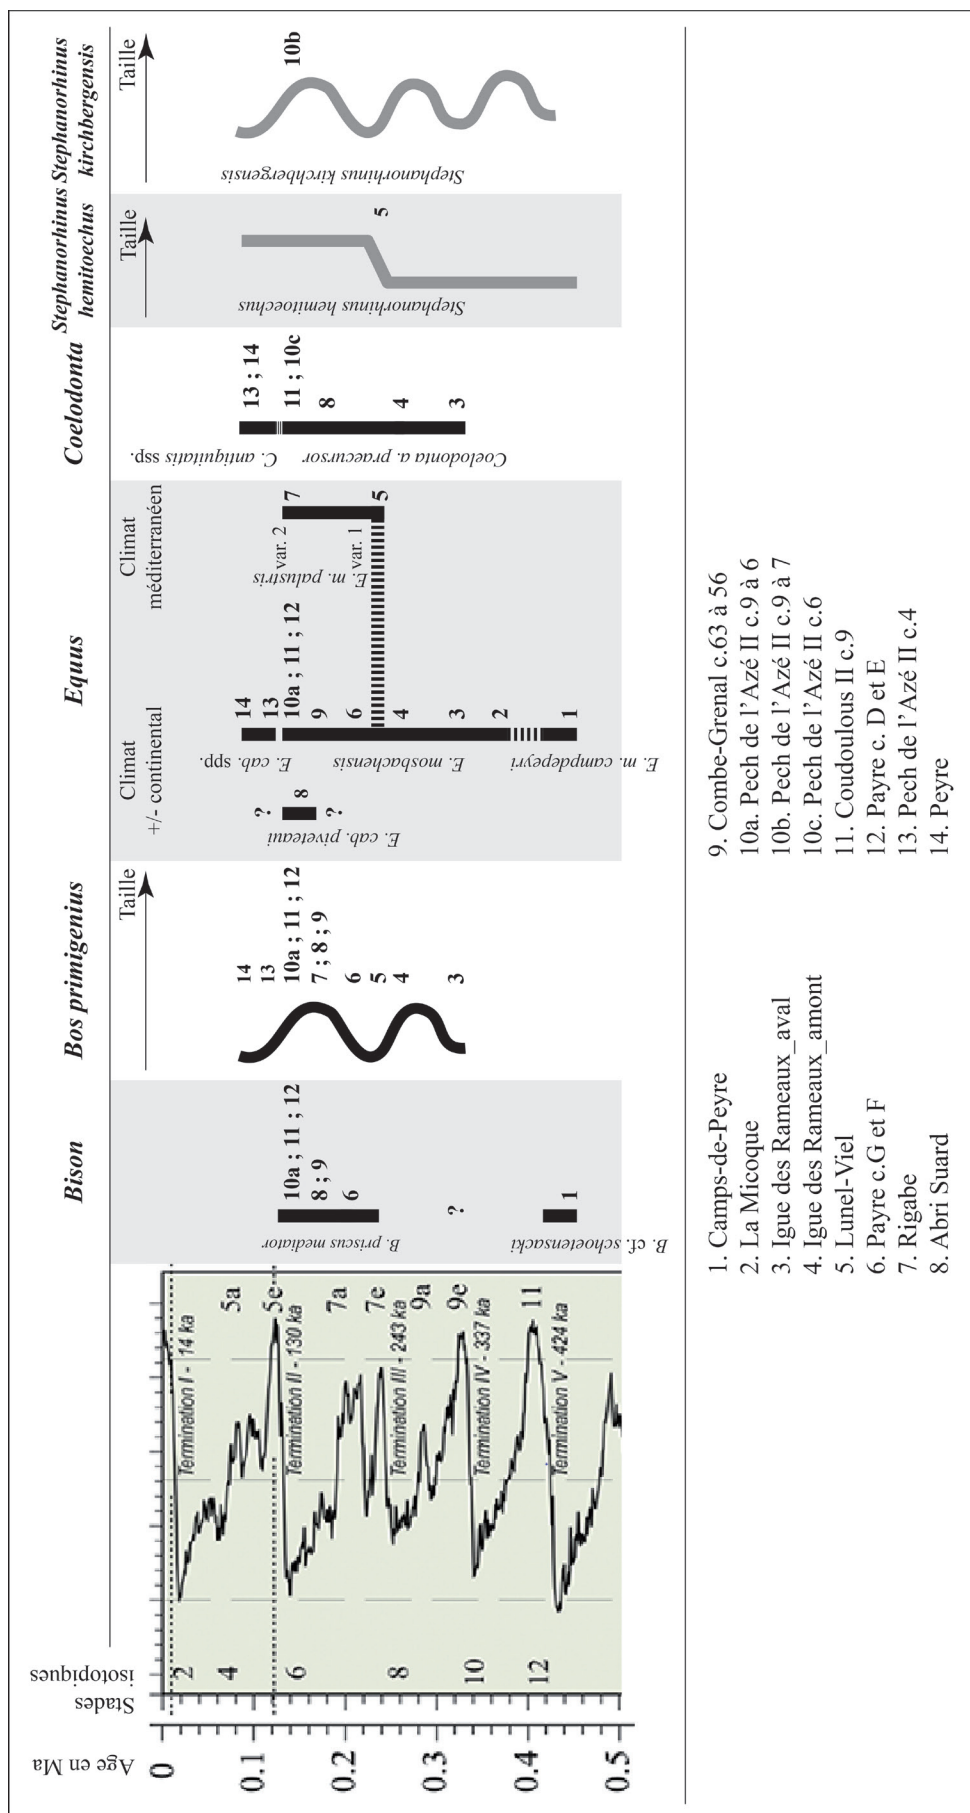 Age en Ma
Stades
isotopiques
Bison
Bos primigenius
Equus
Coelodonta
Stephanorhinus
hemitoechus
Stephanorhinus
kirchbergensis
Taille
Climat
+/- continental
Climat
méditerranéen
Taille
Taille
0
0.1
0.2
0.3
0.4
0.5
2
4
6
8
10
12
Termination I - 14 ka
5a
5e
Termination II - 130 ka
7a
7e
Termination III - 243 ka
9a
9e
Termination IV - 337 ka
11
Termination V - 424 ka
B. priscus mediator
10a ; 11 ; 12
8 ; 9
6
?
B. cf. schoetensacki
1
14
13
10a ; 11 ; 12
7 ; 8 ; 9
6
5
4
3
E. cab. piveteaui
?
8
?
E. cab. spp.
14
13
E. mosbachensis
10a ; 11 ; 12
9
6
4
3
2
E. m. campdepeyri
1
E. m. palustris
var. 2
7
var. 1
5
C. antiquitatis ssp.
13 ; 14
Coelodonta a. praecursor
11 ; 10c
8
4
3
Stephanorhinus hemitoechus
5
Stephanorhinus kirchbergensis
10b
1. Camps-de-Peyre
2. La Micoque
3. Igue des Rameaux_aval
4. Igue des Rameaux_amont
5. Lunel-Viel
6. Payre c.G et F
7. Rigabe
8. Abri Suard
9. Combe-Grenal c.63 à 56
10a. Pech de l'Azé II c.9 à 6
10b. Pech de l'Azé II c.9 à 7
10c. Pech de l'Azé II c.6
11. Coudoulous II c.9
12. Payre c. D et E
13. Pech de l'Azé II c.4
14. Peyre